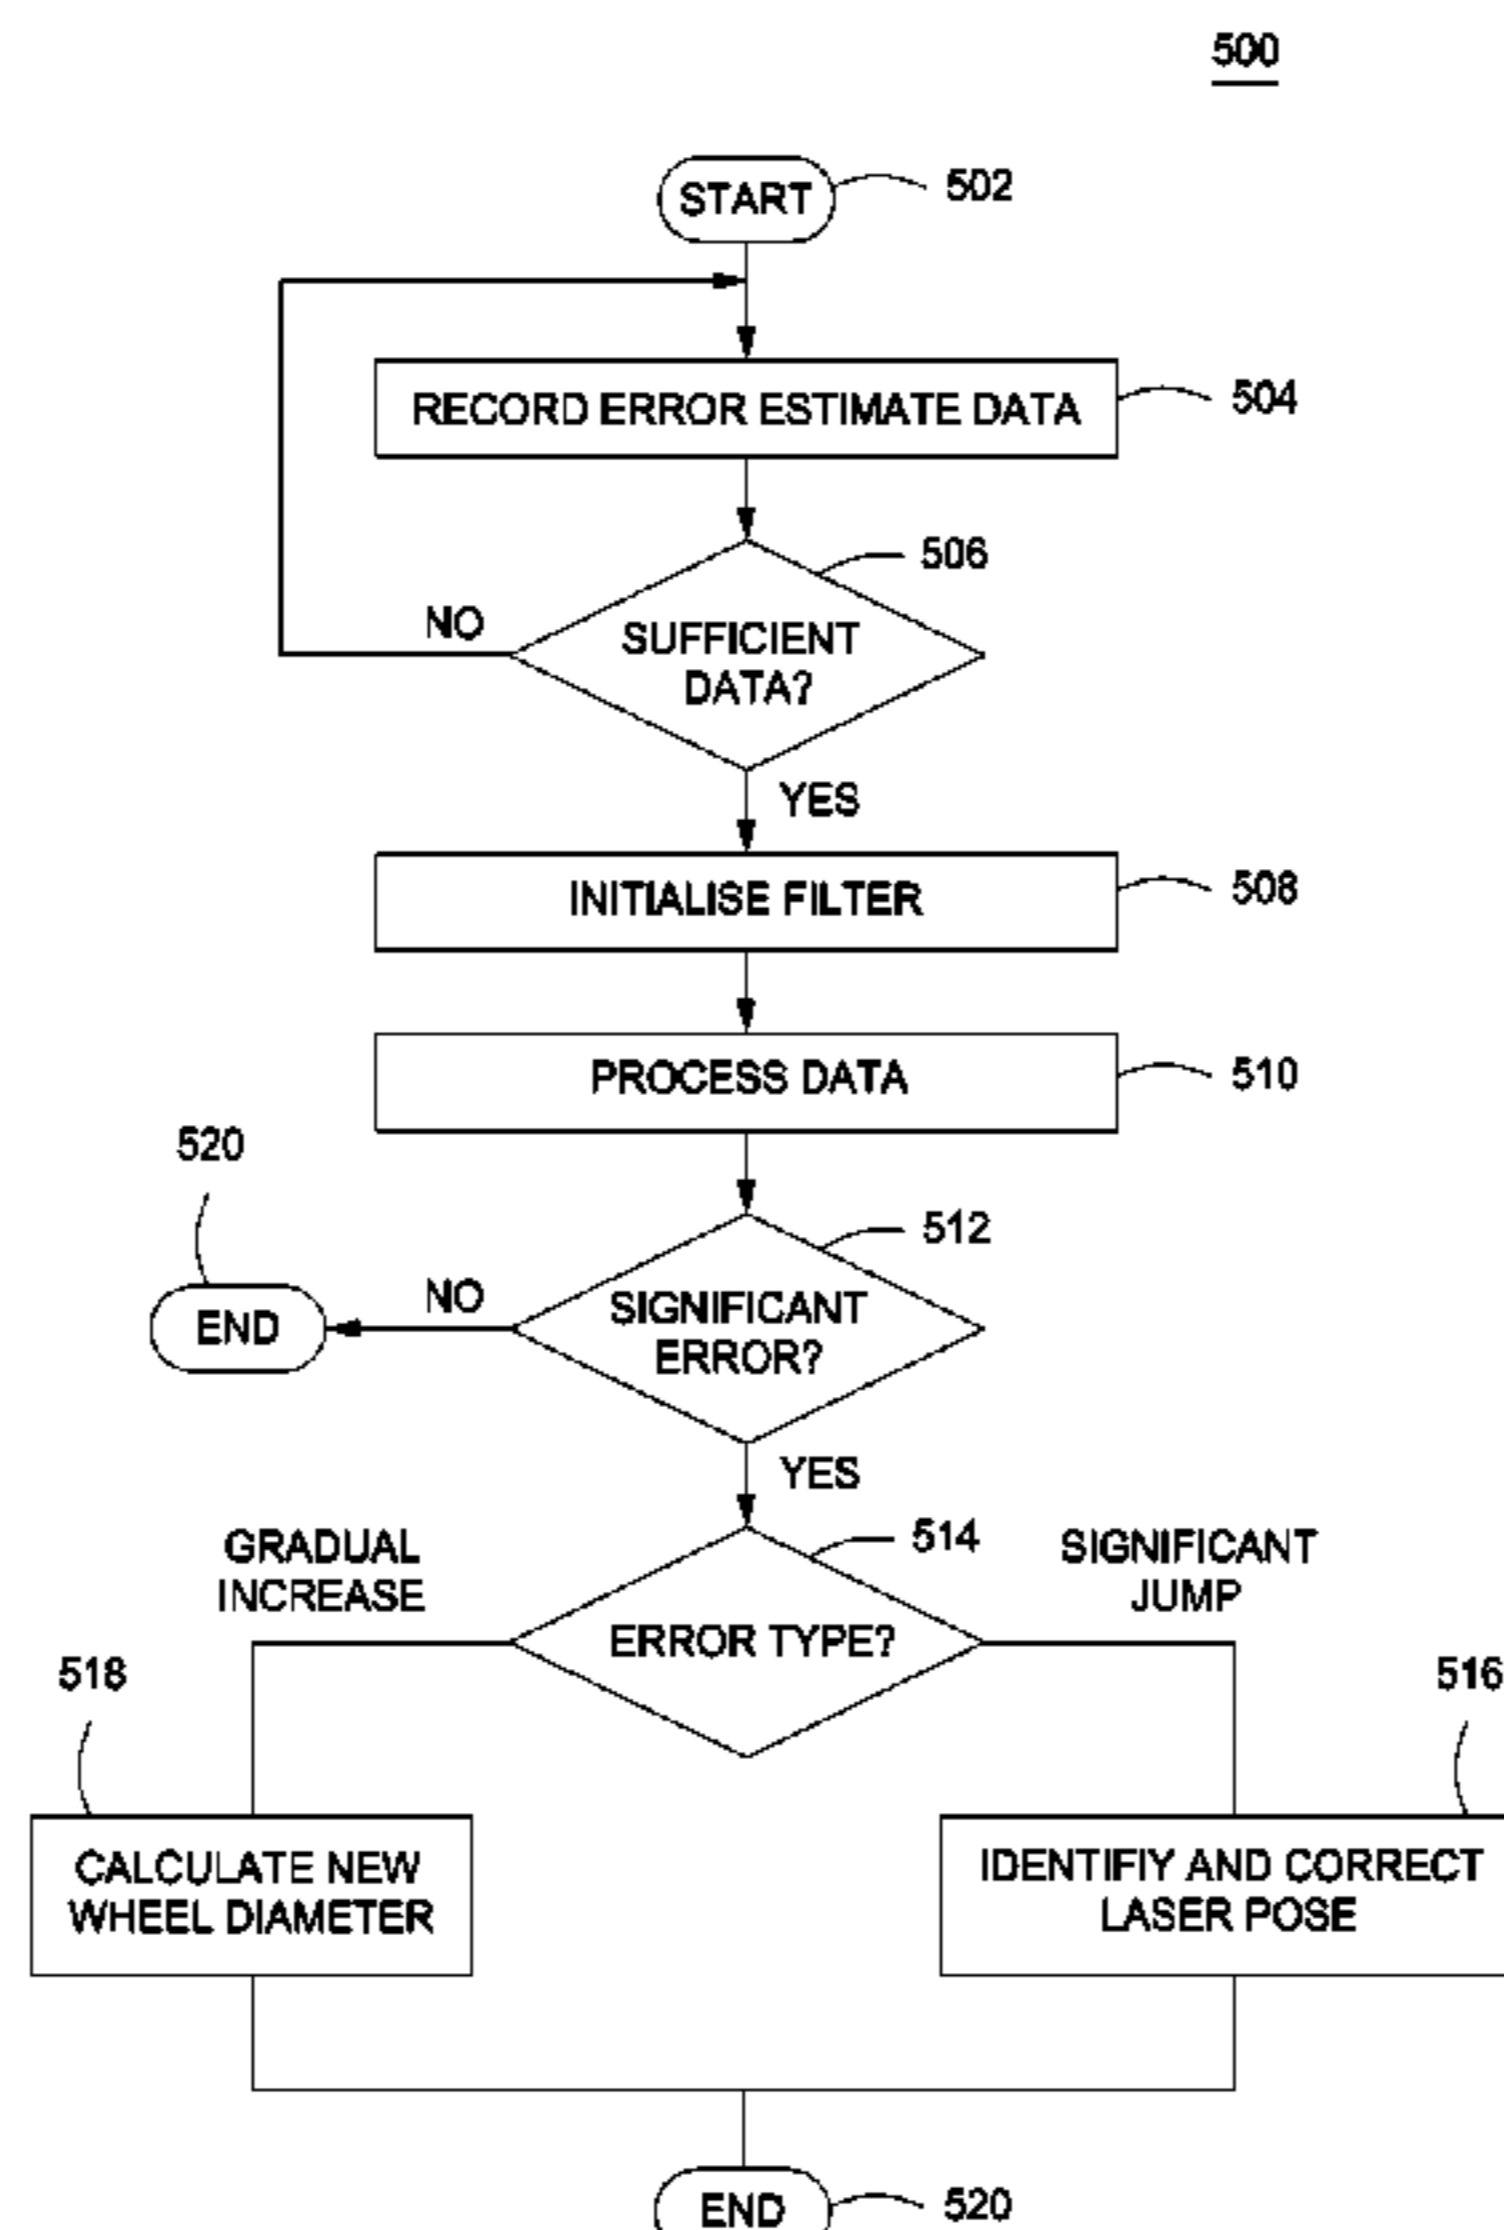 500
START
502
RECORD ERROR ESTIMATE DATA
504
506
NO
SUFFICIENT
DATA?
YES
INITIALISE FILTER
508
PROCESS DATA
510
520
512
END
NO
SIGNIFICANT
ERROR?
YES
514
GRADUAL
INCREASE
SIGNIFICANT
JUMP
ERROR TYPE?
518
516
CALCULATE NEW
WHEEL DIAMETER
IDENTIFIY AND CORRECT
LASER POSE
END
520